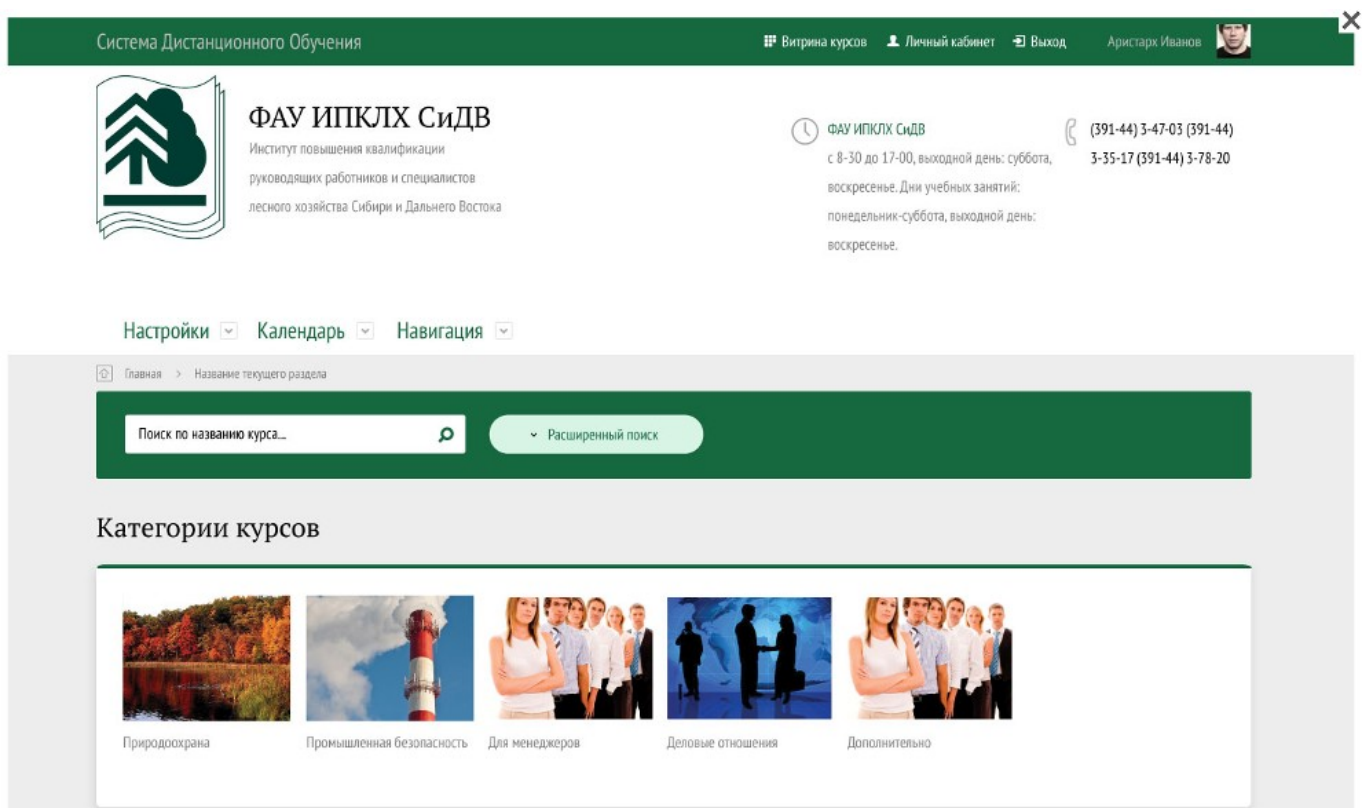 Система Дистанционного Обучения
Витрина курсов Личный кабинет Выход Аристарх Иванов
ФАУ ИПКЛХ СиДВ
Институт повышения квалификации
руководящих работников и специалистов
лесного хозяйства Сибири и Дальнего Востока
ФАУ ИПКЛХ СиДВ
с 8-30 до 17-00, выходной день: суббота,
воскресенье. Дни учебных занятий:
понедельник-суббота, выходной день:
воскресенье.
(391-44) 3-47-03 (391-44)
3-35-17 (391-44) 3-78-20
Настройки Календарь Навигация
Главная > Название текущего раздела
Поиск по названию курса... Расширенный поиск
Категории курсов
Природоохрана Промышленная безопасность Для менеджеров Деловые отношения Дополнительно